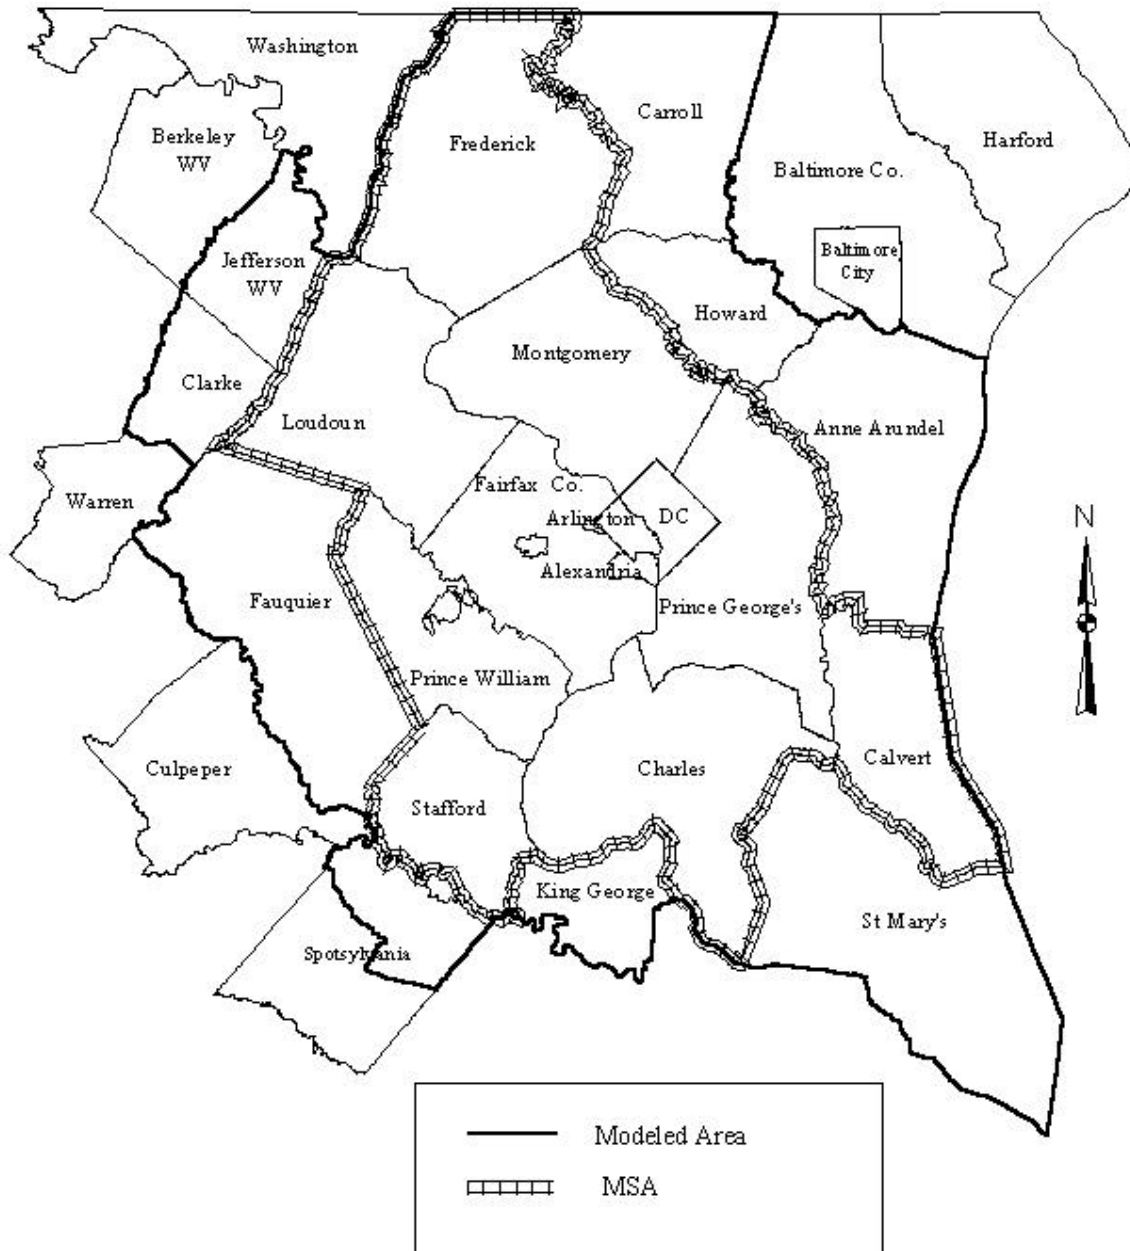 Washington
Carroll
Berkeley
WV
Frederick
Harford
Baltimore Co.
Baltimore
City
Jefferson
WV
Howard
Montgomery
Clarke
Loudoun
Anne Arundel
Warren
Fairfax Co.
Arlington
DC
Alexandria
N
Fauquier
Prince George's
Prince William
Culpeper
Charles
Calvert
Stafford
King George
St Mary's
Spotsylvania
Modeled Area
MSA